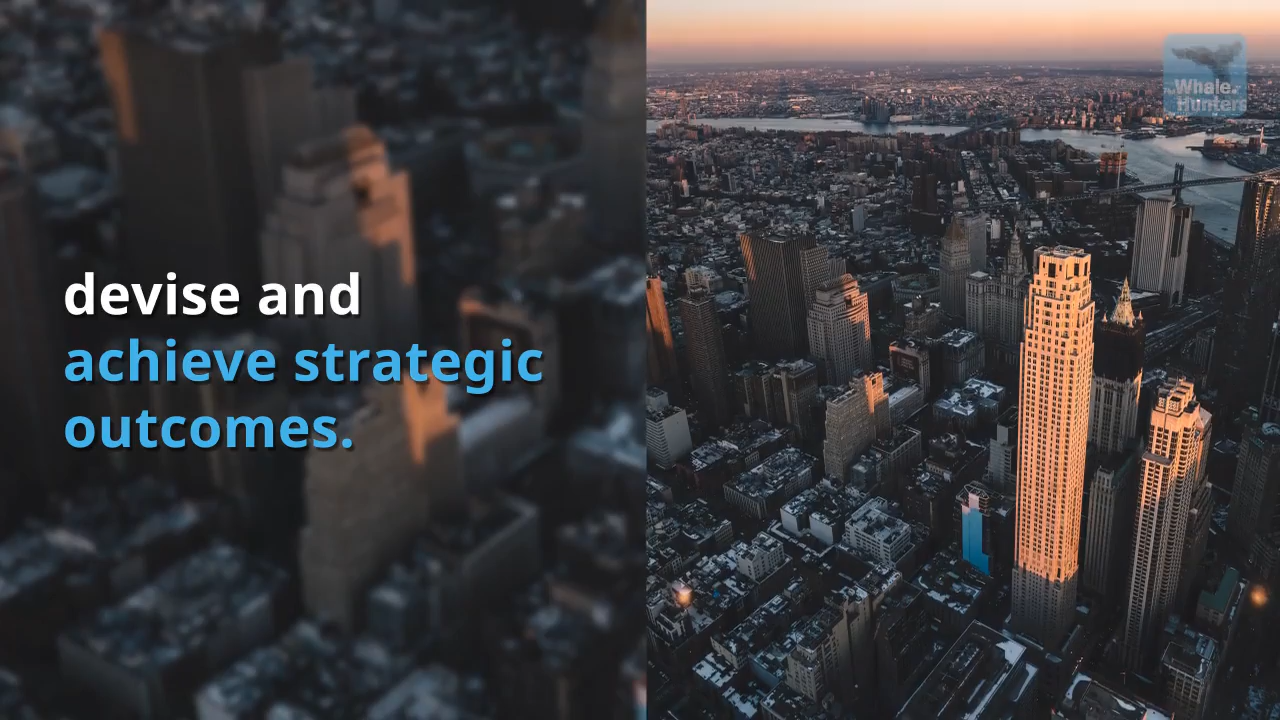 devise and
achieve strategic
outcomes.
Whale
Hunters